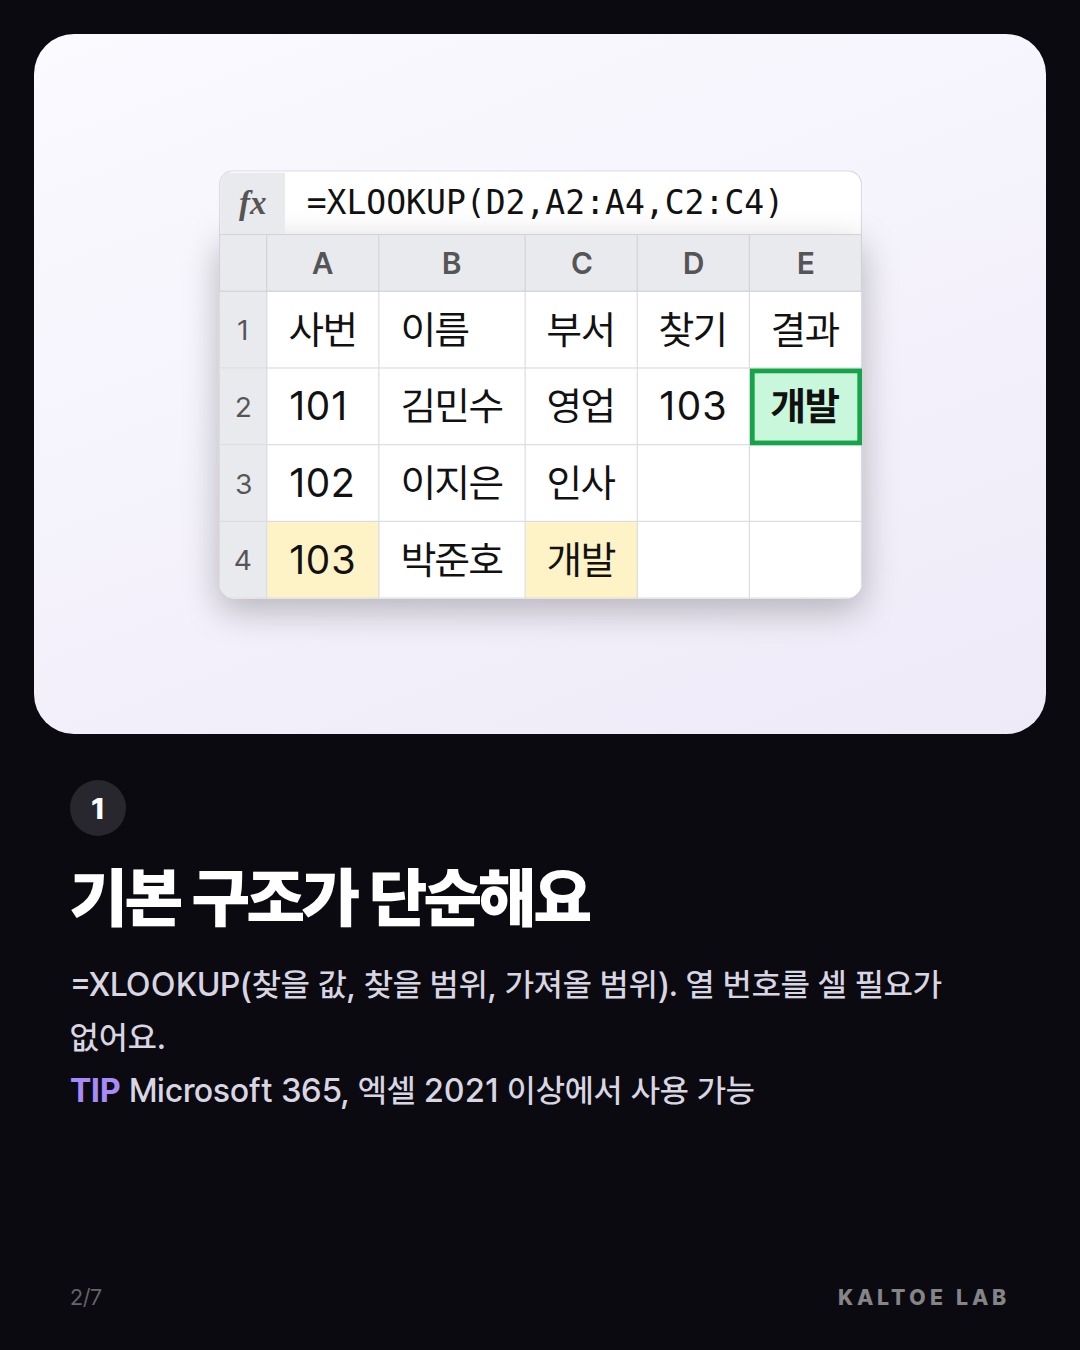 fx =XLOOKUP(D2,A2:A4,C2:C4)
A B C D E
1 사번 이름 부서 찾기 결과
2 101 김민수 영업 103 개발
3 102 이지은 인사
4 103 박준호 개발
1
기본 구조가 단순해요
=XLOOKUP(찾을 값, 찾을 범위, 가져올 범위). 열 번호를 셀 필요가
없어요.
TIP Microsoft 365, 엑셀 2021 이상에서 사용 가능
2/7
KALTOE LAB